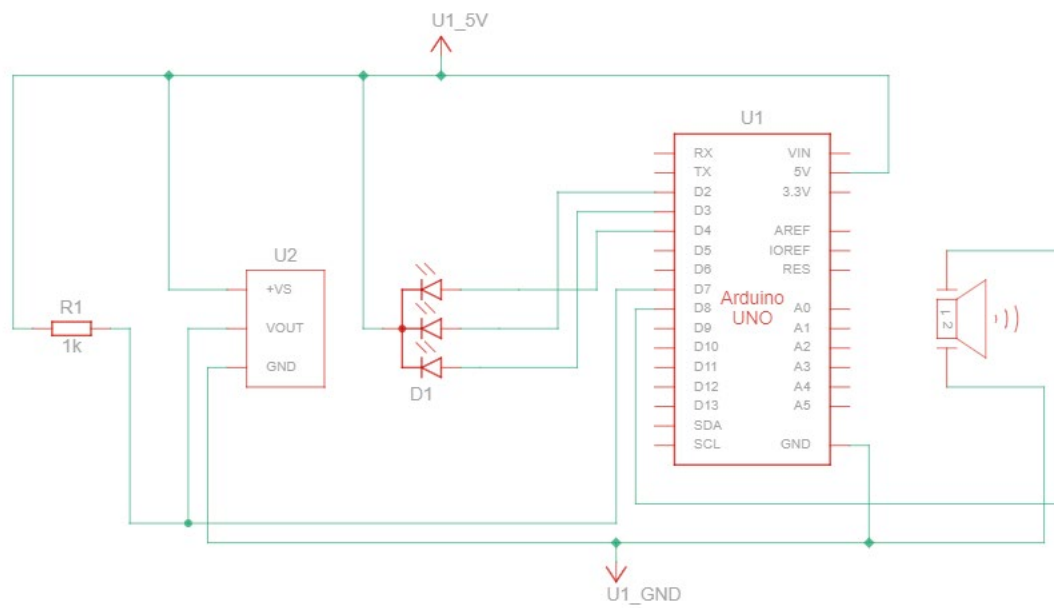 U1_5V
U1
RX
VIN
TX
5V
D2
3.3V
D3
D4
AREF
D5
IOREF
D6
RES
D7
Arduino
UNO
D8
A0
D9
A1
D10
A2
D11
A3
D12
A4
D13
A5
SDA
SCL
GND
U2
+VS
VOUT
GND
R1
1k
D1
1 2
U1_GND